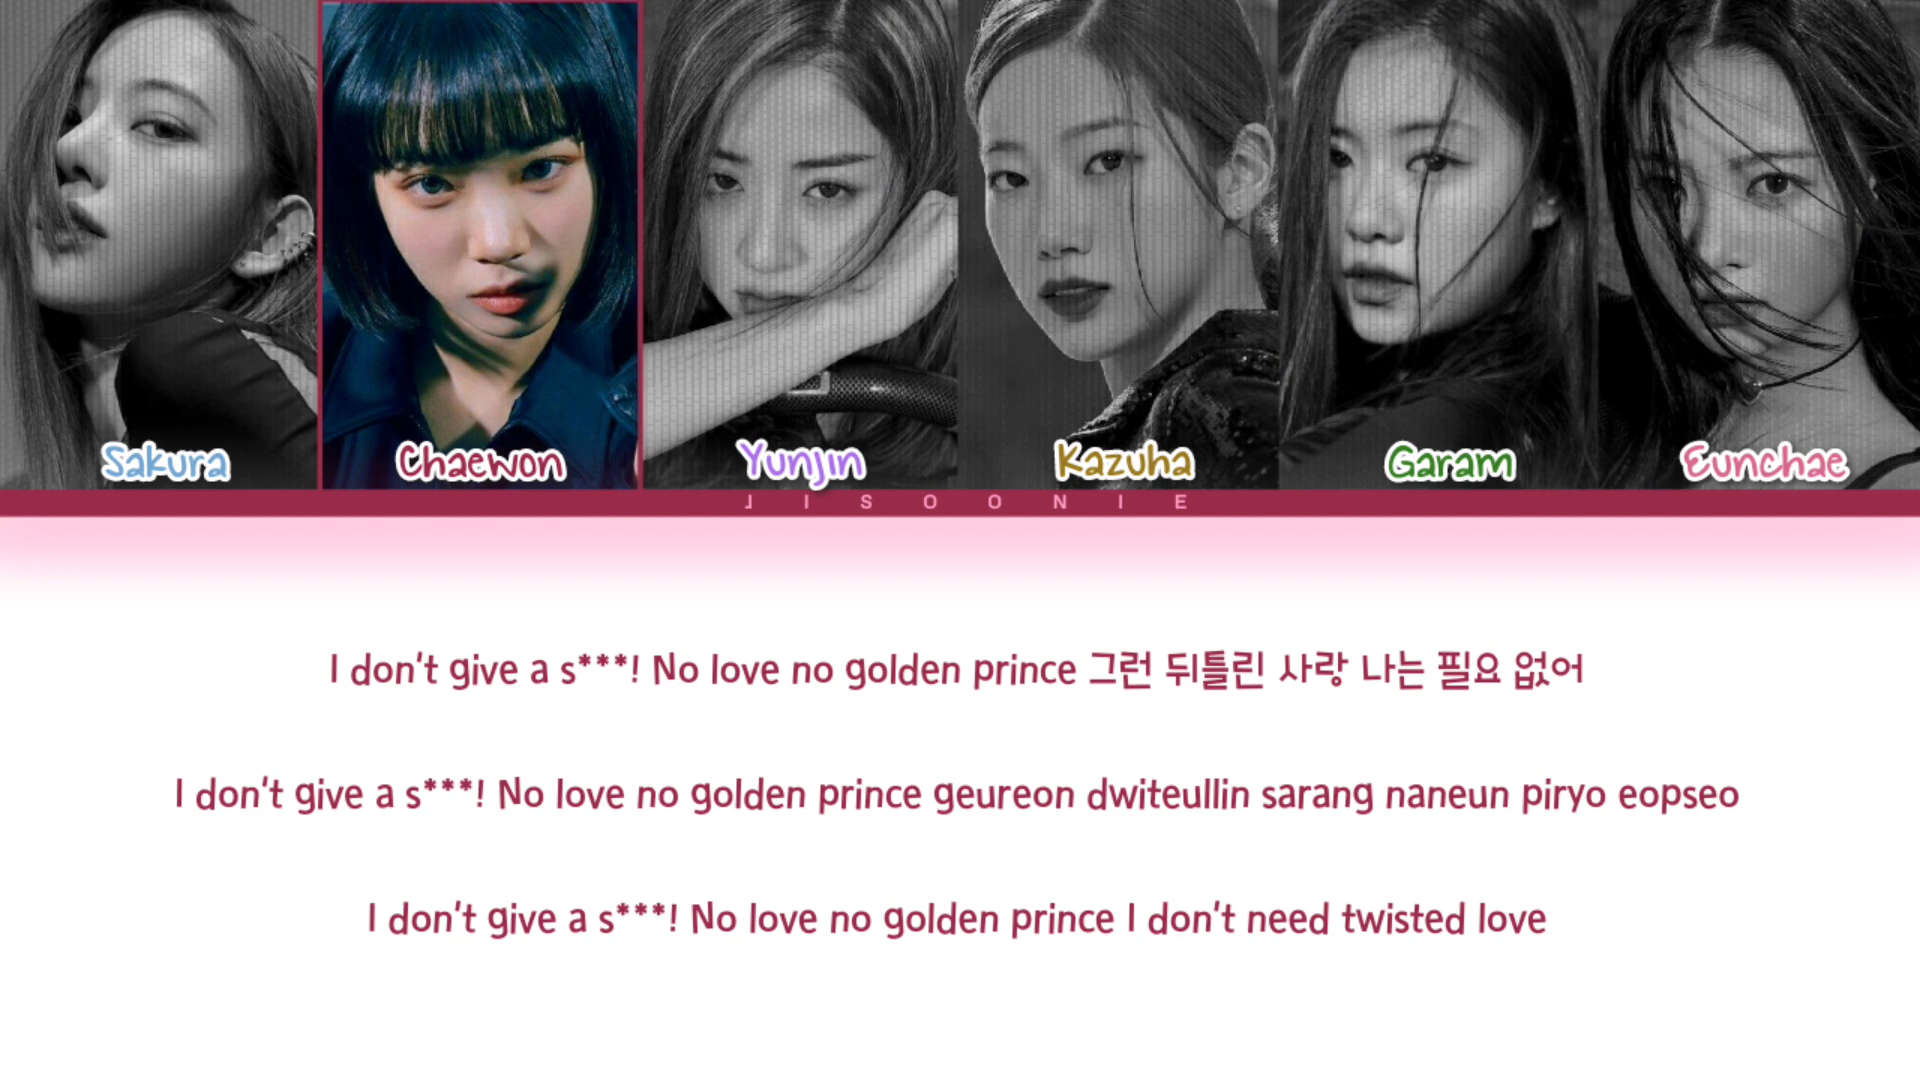 Sakura Chaewon Yunjin Kazuha Garam Eunchae
JISOONIE
I don't give a s***! No love no golden prince 그런 뒤틀린 사랑 나는 필요 없어
I don't give a s***! No love no golden prince geureon dwiteullin sarang naneun piryo eopseo
I don't give a s***! No love no golden prince I don't need twisted love